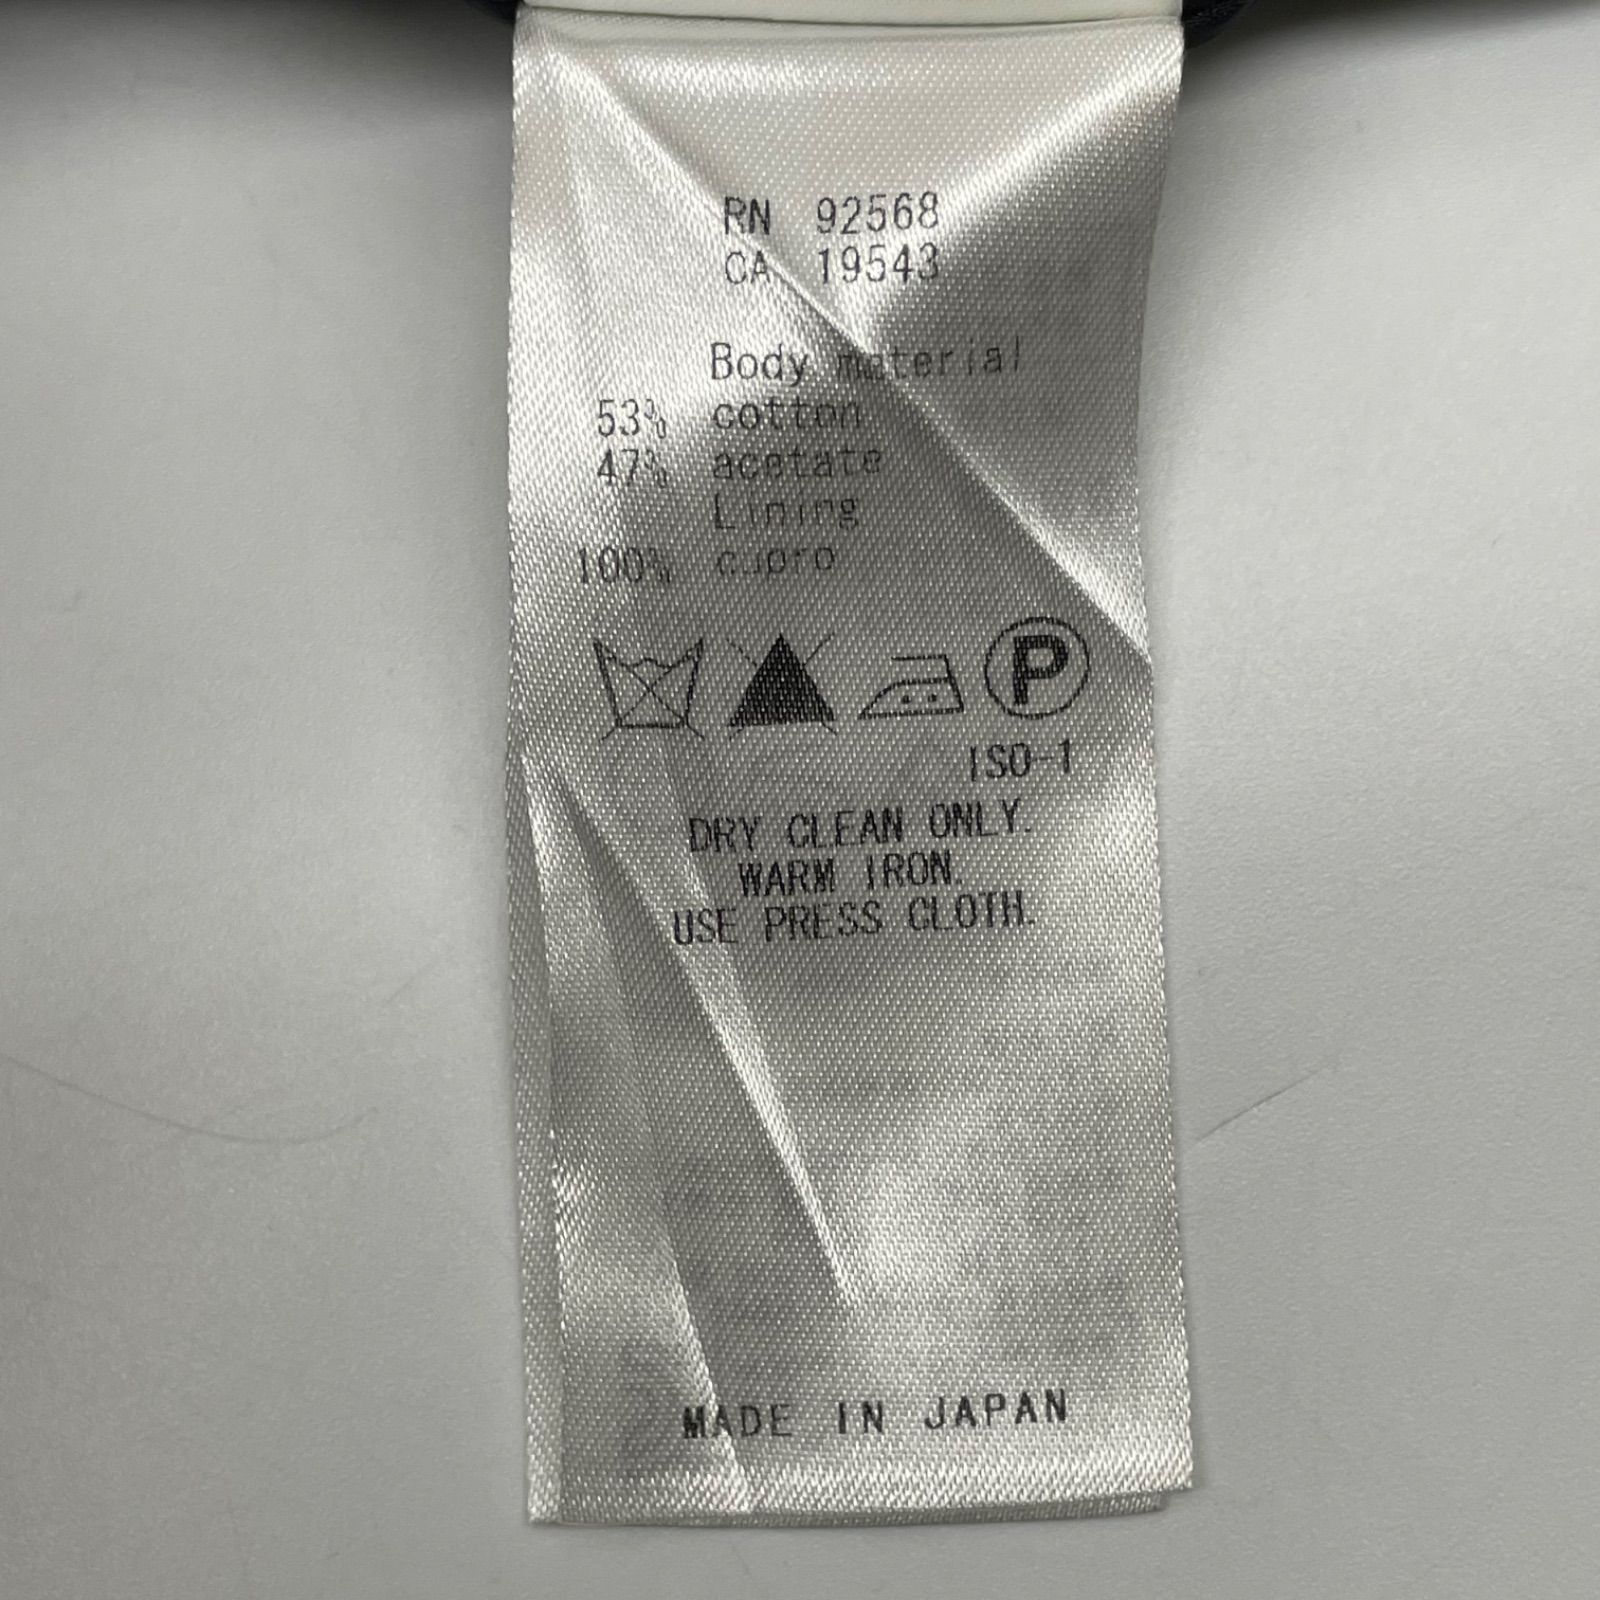 RN 92568
CA 19543
Body material
53% cotton
47% acetate
Lining
100% cupro
P
ISO-1
DRY CLEAN ONLY.
WARM IRON.
USE PRESS CLOTH.
MADE IN JAPAN